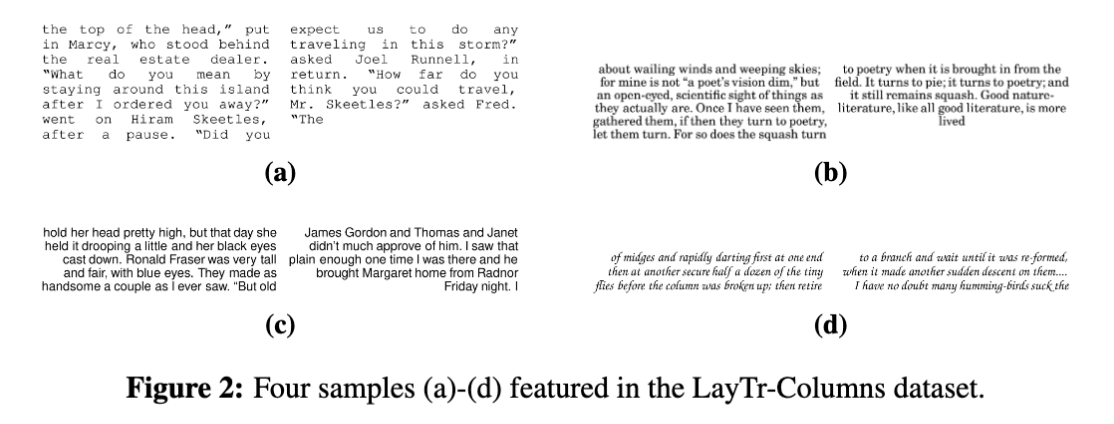 the top of the head,” put
in Marcy, who stood behind
the real estate dealer.
“What do you mean by
staying around this island
after I ordered you away?”
went on Hiram Skeetles,
after a pause. “Did you
expect us to do any
traveling in this storm?”
asked Joel Runnell, in
return. “How far do you
think you could travel,
Mr. Skeetles?” asked Fred.
“The
(a)
about wailing winds and weeping skies;
for mine is not “a poet’s vision dim,” but
an open-eyed, scientific sight of things as
they actually are. Once I have seen them,
gathered them, if then they turn to poetry,
let them turn. For so does the squash turn
to poetry when it is brought in from the
field. It turns to pie; it turns to poetry; and
it still remains squash. Good nature-
literature, like all good literature, is more
lived
(b)
hold her head pretty high, but that day she
held it drooping a little and her black eyes
cast down. Ronald Fraser was very tall
and fair, with blue eyes. They made as
handsome a couple as I ever saw. “But old
James Gordon and Thomas and Janet
didn’t much approve of him. I saw that
plain enough one time I was there and he
brought Margaret home from Radnor
Friday night. I
(c)
of midges and rapidly darting first at one end
then at another secure half a dozen of the tiny
flies before the column was broken up; then retire
to a branch and wait until it was re-formed,
when it made another sudden descent on them....
I have no doubt many humming-birds suck the
(d)
Figure 2: Four samples (a)-(d) featured in the LayTr-Columns dataset.